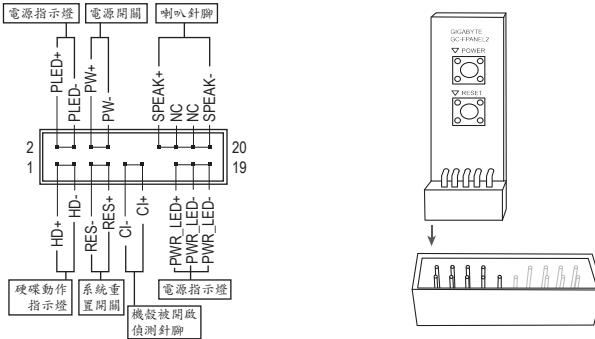 電源指示燈
電源開關
喇叭針腳
PLED+
PLED-
PW+
PW-
SPEAK+
NC
NC
SPEAK-
2
20
1
19
HD+
HD-
RES-
RES+
CI-
CI+
PWR_LED+
PWR_LED-
PWR_LED-
硬碟動作
指示燈
系統重
置開關
機殼被開啟
偵測針腳
電源指示燈
GIGABYTE
GC-FPANEL2
▽ POWER
▽ RESET